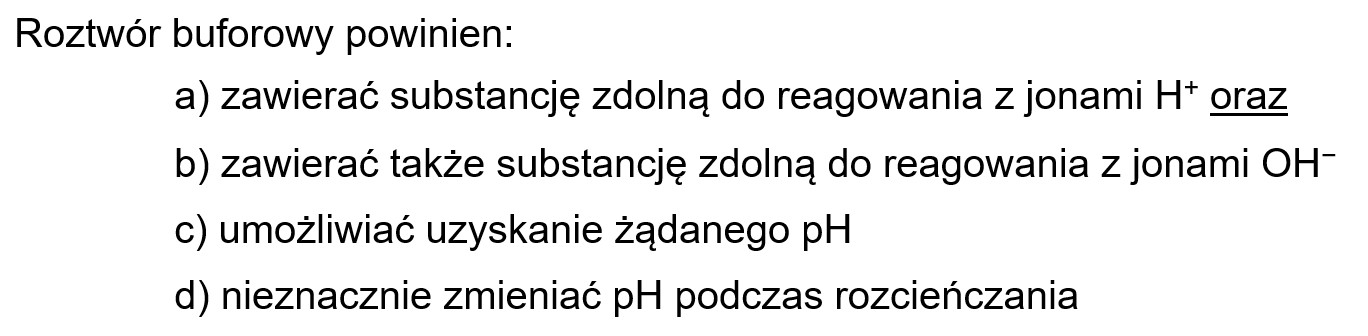 Roztwór buforowy powinien:
a) zawierać substancję zdolną do reagowania z jonami H⁺ oraz
b) zawierać także substancję zdolną do reagowania z jonami OH⁻
c) umożliwiać uzyskanie żądanego pH
d) nieznacznie zmieniać pH podczas rozcieńczania